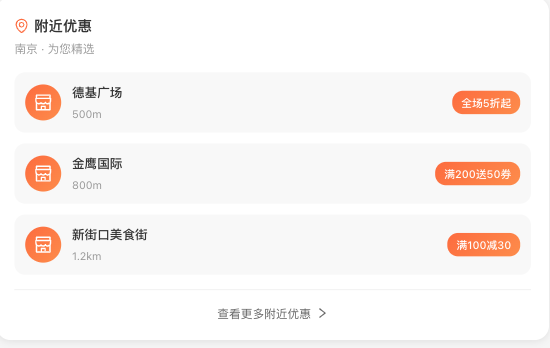 附近优惠
南京 · 为您精选
德基广场
500m
全场5折起
金鹰国际
800m
满200送50券
新街口美食街
1.2km
满100减30
查看更多附近优惠